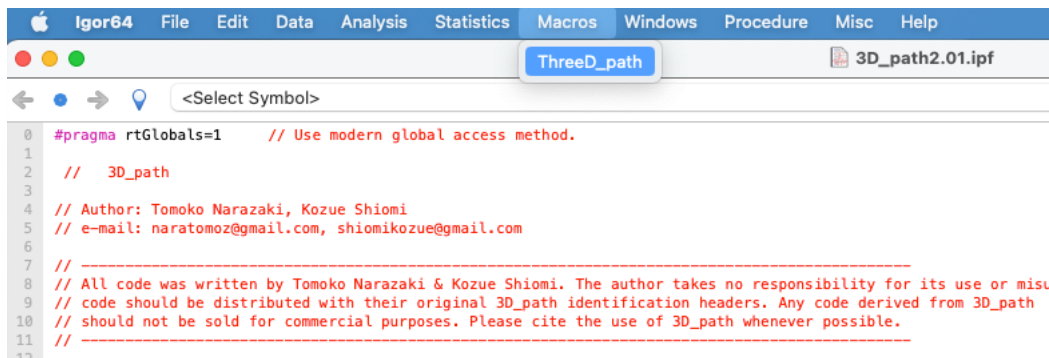 Igor64 File Edit Data Analysis Statistics Macros Windows Procedure Misc Help
ThreeD_path
3D_path2.01.ipf
<Select Symbol>
0 #pragma rtGlobals=1 // Use modern global access method.
1
2 // 3D_path
3
4 // Author: Tomoko Narazaki, Kozue Shiomi
5 // e-mail: naratomoz@gmail.com, shiomikozue@gmail.com
6
7 // -----------------------------------------------------------------------------------------------
8 // All code was written by Tomoko Narazaki & Kozue Shiomi. The author takes no responsibility for its use or misu
9 // code should be distributed with their original 3D_path identification headers. Any code derived from 3D_path
10 // should not be sold for commercial purposes. Please cite the use of 3D_path whenever possible.
11 // -----------------------------------------------------------------------------------------------
12